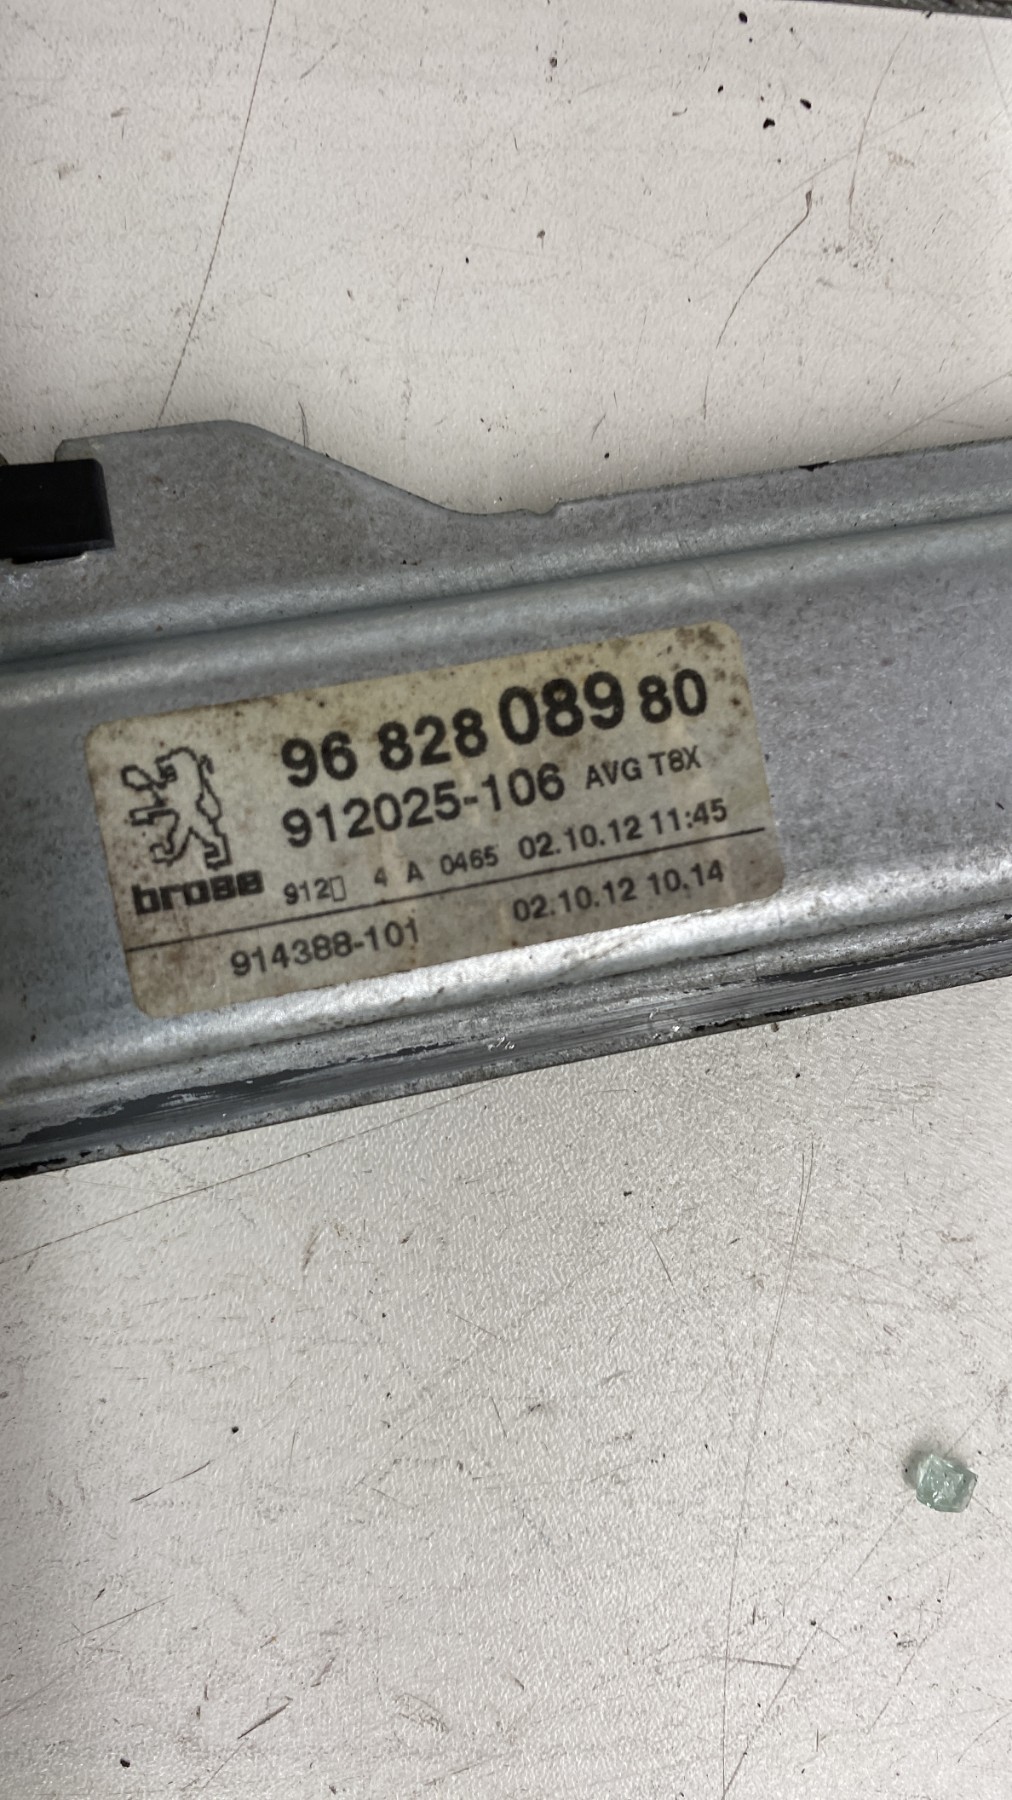 96 828 089 80
912025-106 AVG T8X
brose 912▯ 4 A 0465 02.10.12 11:45
914388-101 02.10.12 10.14